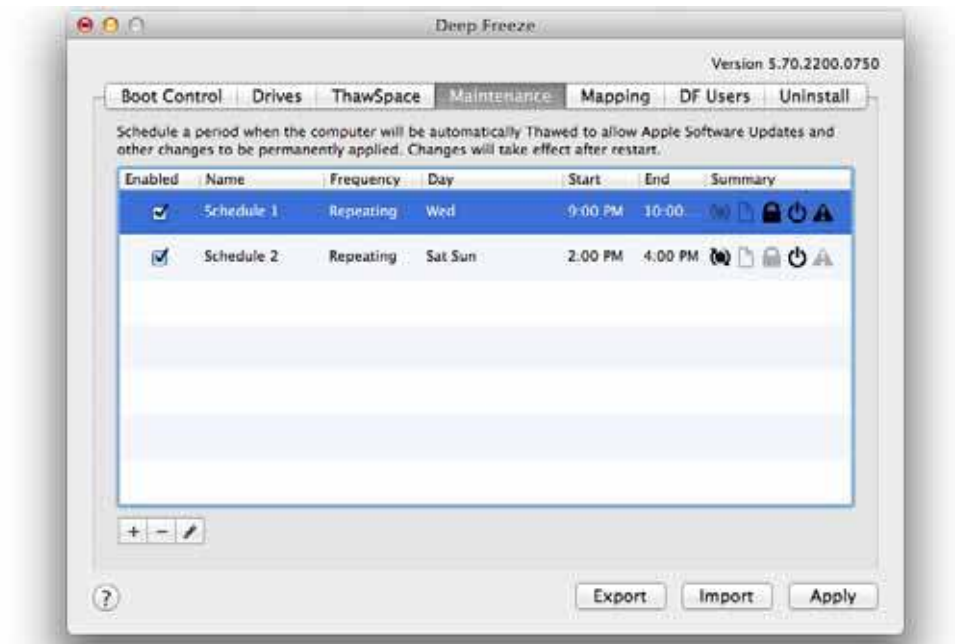 Deep Freeze
Version 5.70.2200.0750
Boot Control Drives ThawSpace Maintenance Mapping DF Users Uninstall
Schedule a period when the computer will be automatically Thawed to allow Apple Software Updates and
other changes to be permanently applied. Changes will take effect after restart.
Enabled Name Frequency Day Start End Summary
Schedule 1 Repeating Wed 9:00 PM 10:00...
Schedule 2 Repeating Sat Sun 2:00 PM 4:00 PM
+ −
?
Export Import Apply